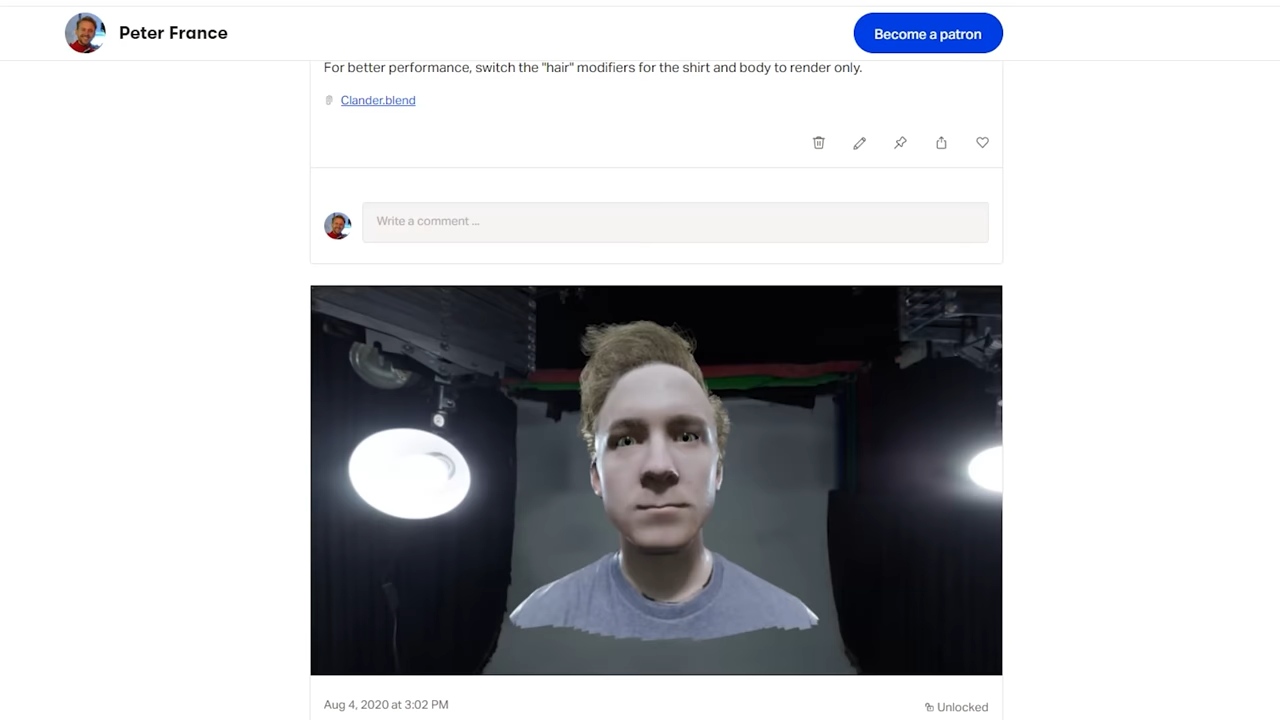 Peter France
Become a patron
For better performance, switch the "hair" modifiers for the shirt and body to render only.
Clander.blend
Write a comment ...
Aug 4, 2020 at 3:02 PM
Unlocked